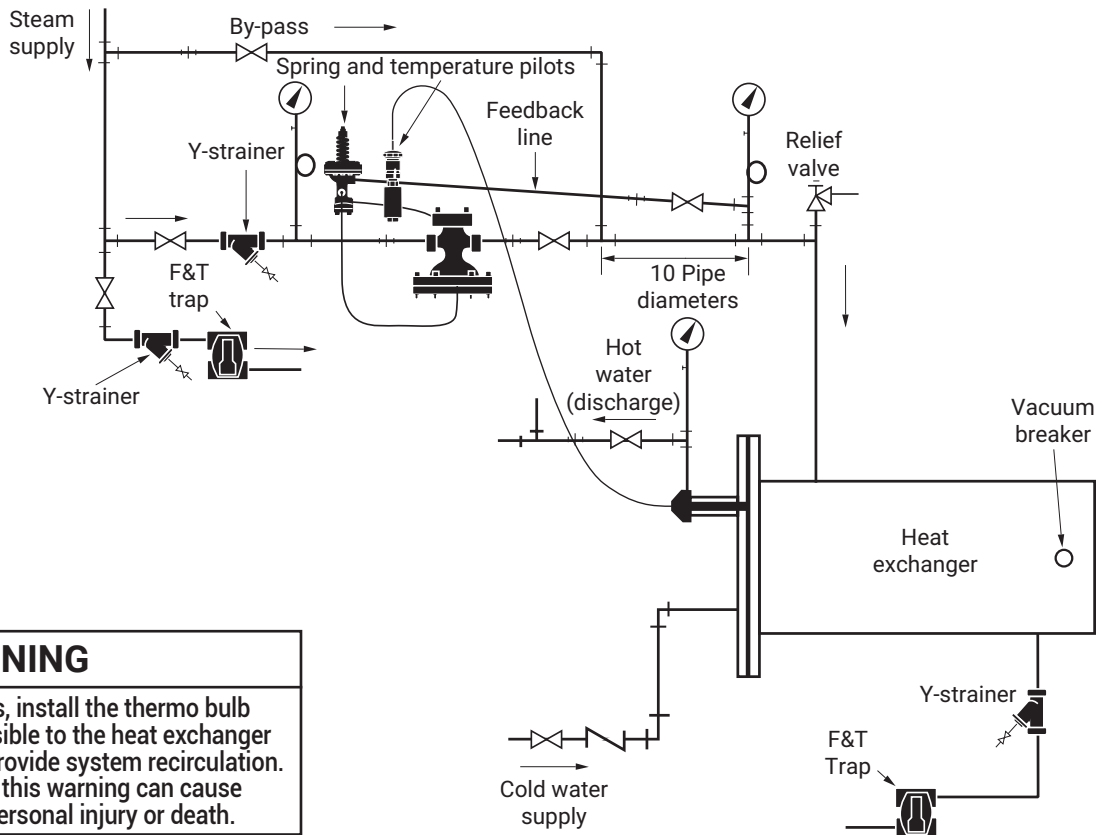 Steam
supply
By-pass
Spring and temperature pilots
Feedback
line
Relief
valve
Y-strainer
F&T
trap
10 Pipe
diameters
Y-strainer
Hot
water
(discharge)
Vacuum
breaker
Heat
exchanger
Y-strainer
F&T
Trap
Cold water
supply
NING
s, install the thermo bulb
sible to the heat exchanger
rovide system recirculation.
this warning can cause
ersonal injury or death.